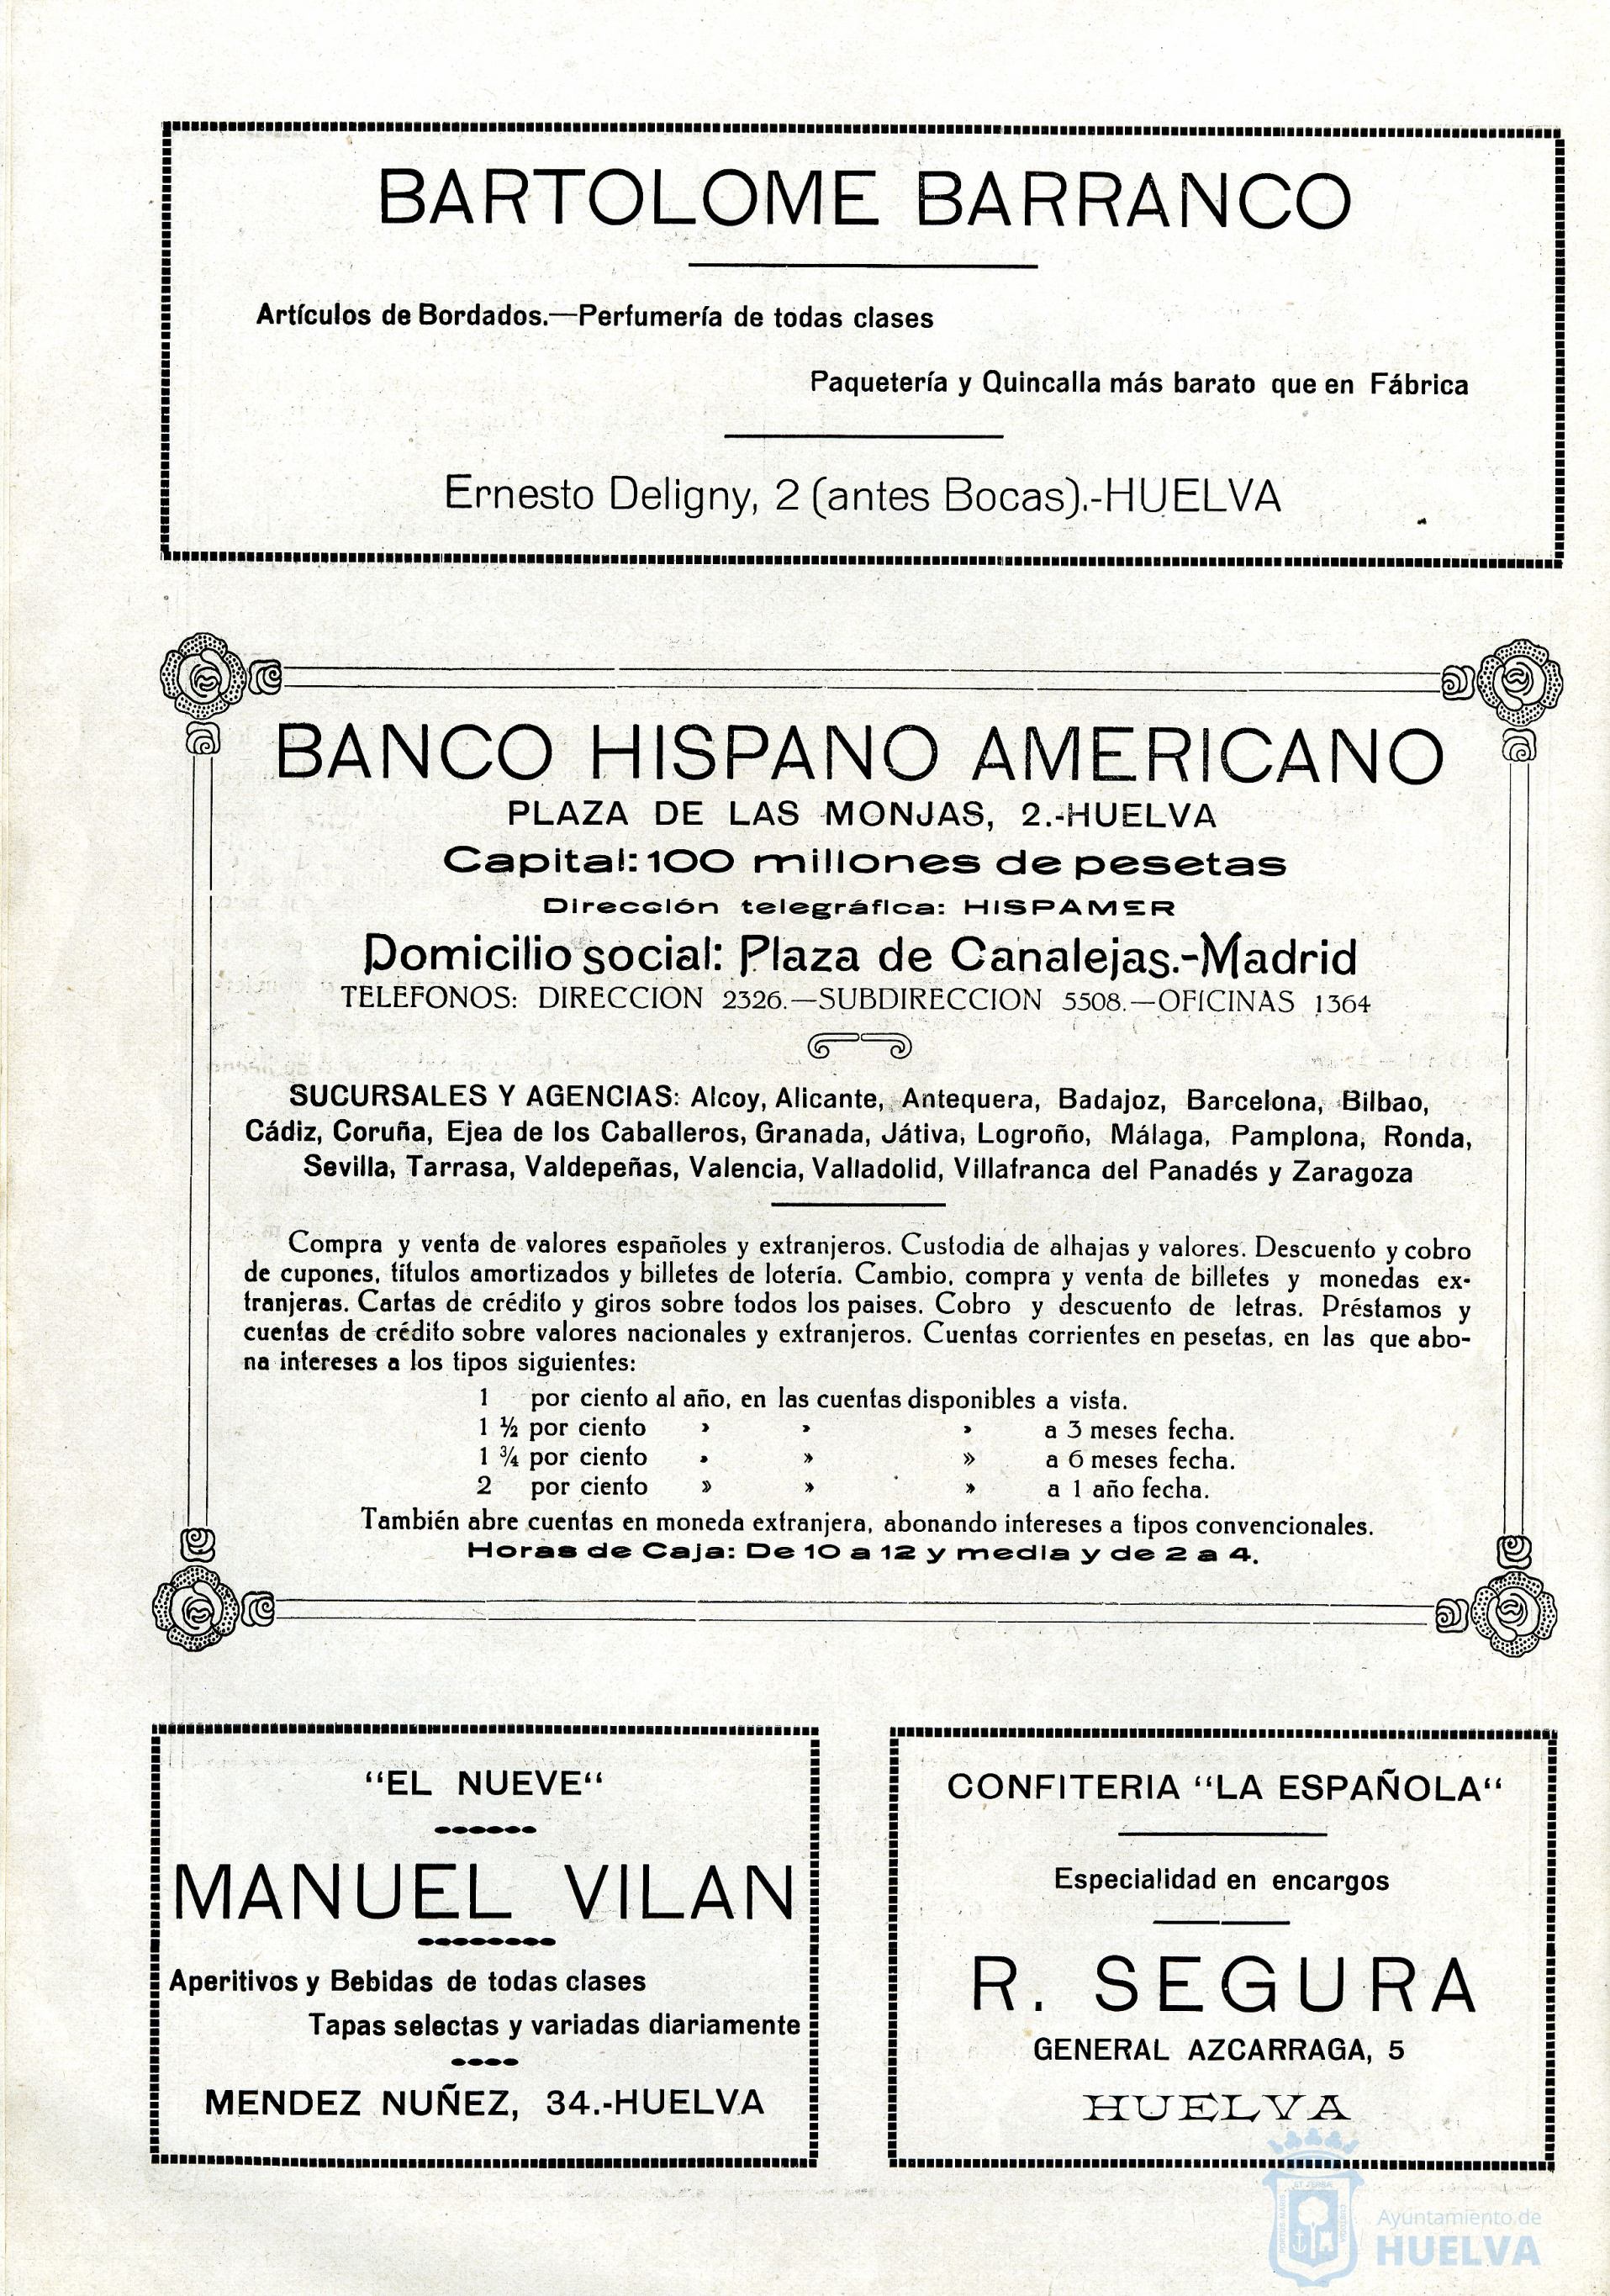 BARTOLOME BARRANCO
Artículos de Bordados.—Perfumería de todas clases
Paquetería y Quincalla más barato que en Fábrica
Ernesto Deligny, 2 (antes Bocas).-HUELVA
BANCO HISPANO AMERICANO
PLAZA DE LAS MONJAS, 2.-HUELVA
Capital: 100 millones de pesetas
Dirección telegráfica: HISPAMER
Domicilio social: Plaza de Canalejas.-Madrid
TELEFONOS: DIRECCION 2326.—SUBDIRECCION 5508.—OFICINAS 1364
SUCURSALES Y AGENCIAS: Alcoy, Alicante, Antequera, Badajoz, Barcelona, Bilbao,
Cádiz, Coruña, Ejea de los Caballeros, Granada, Játiva, Logroño, Málaga, Pamplona, Ronda,
Sevilla, Tarrasa, Valdepeñas, Valencia, Valladolid, Villafranca del Panadés y Zaragoza
Compra y venta de valores españoles y extranjeros. Custodia de alhajas y valores. Descuento y cobro
de cupones, títulos amortizados y billetes de lotería. Cambio, compra y venta de billetes y monedas ex-
tranjeras. Cartas de crédito y giros sobre todos los paises. Cobro y descuento de letras. Préstamos y
cuentas de crédito sobre valores nacionales y extranjeros. Cuentas corrientes en pesetas, en las que abo-
na intereses a los tipos siguientes:
1 por ciento al año, en las cuentas disponibles a vista.
1 ½ por ciento » » » a 3 meses fecha.
1 ¾ por ciento » » » a 6 meses fecha.
2 por ciento » » » a 1 año fecha.
También abre cuentas en moneda extranjera, abonando intereses a tipos convencionales.
Horas de Caja: De 10 a 12 y media y de 2 a 4.
"EL NUEVE"
MANUEL VILAN
Aperitivos y Bebidas de todas clases
Tapas selectas y variadas diariamente
MENDEZ NUÑEZ, 34.-HUELVA
CONFITERIA "LA ESPAÑOLA"
Especialidad en encargos
R. SEGURA
GENERAL AZCARRAGA, 5
HUELVA
Ayuntamiento de
HUELVA